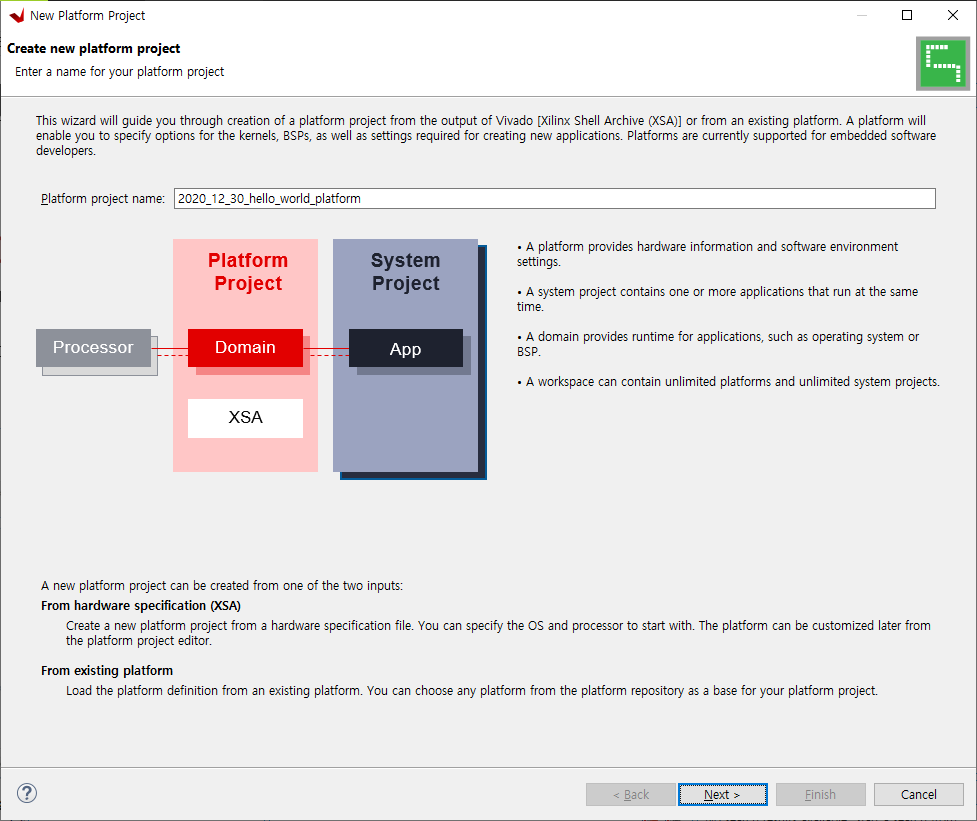 New Platform Project
Create new platform project
Enter a name for your platform project
This wizard will guide you through creation of a platform project from the output of Vivado [Xilinx Shell Archive (XSA)] or from an existing platform. A platform will
enable you to specify options for the kernels, BSPs, as well as settings required for creating new applications. Platforms are currently supported for embedded software
developers.
Platform project name: 2020_12_30_hello_world_platform
Platform
Project
System
Project
Processor
Domain
App
XSA
• A platform provides hardware information and software environment
settings.
• A system project contains one or more applications that run at the same
time.
• A domain provides runtime for applications, such as operating system or
BSP.
• A workspace can contain unlimited platforms and unlimited system projects.
A new platform project can be created from one of the two inputs:
From hardware specification (XSA)
Create a new platform project from a hardware specification file. You can specify the OS and processor to start with. The platform can be customized later from
the platform project editor.
From existing platform
Load the platform definition from an existing platform. You can choose any platform from the platform repository as a base for your platform project.
?
< Back
Next >
Finish
Cancel